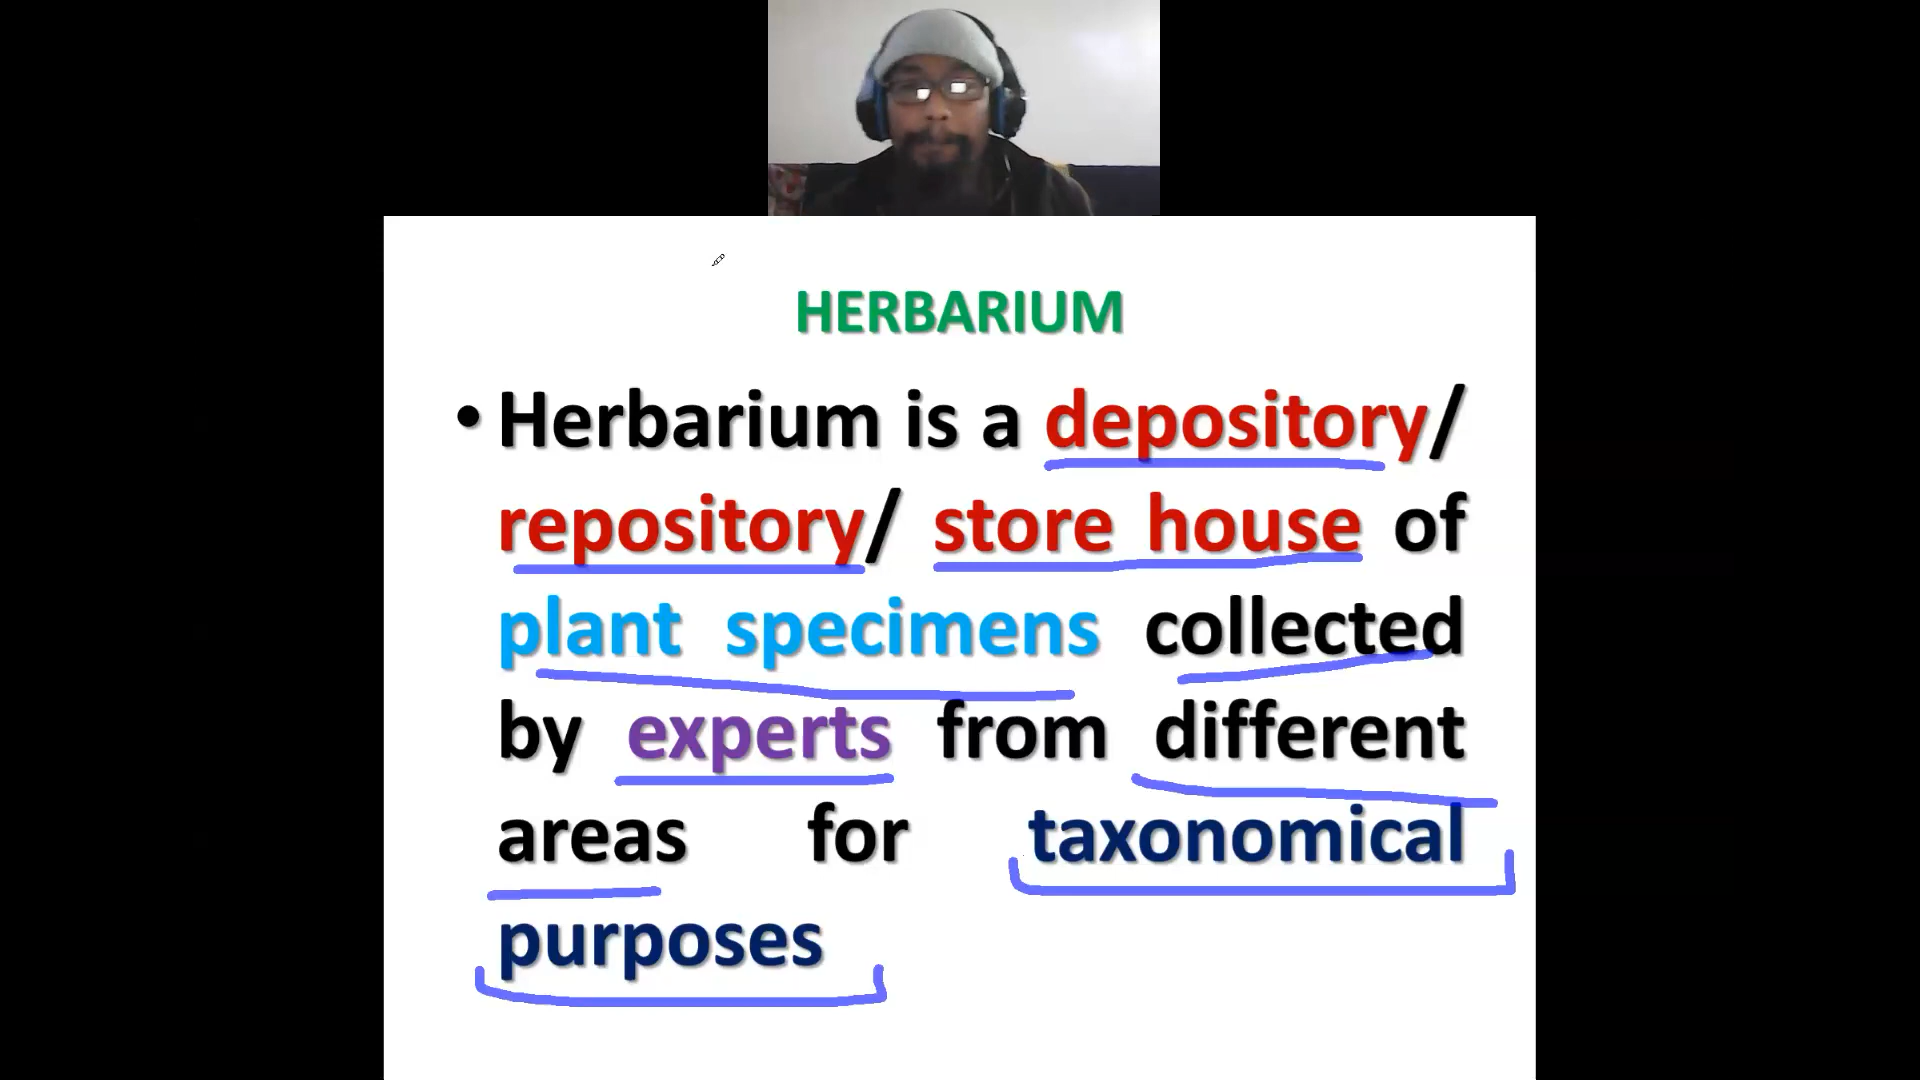 HERBARIUM
• Herbarium is a depository/
repository/ store house of
plant specimens collected
by experts from different
areas for taxonomical
purposes